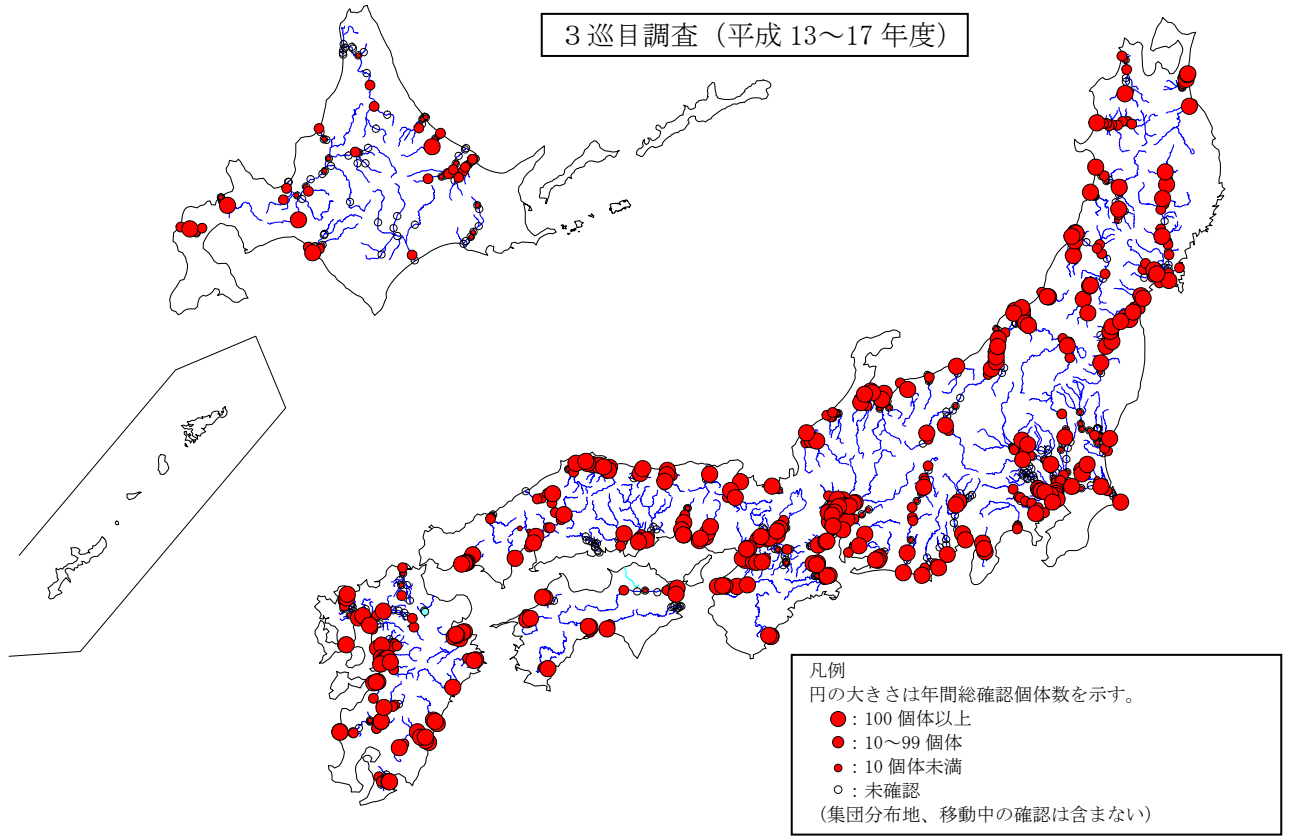 3巡目調査（平成 13～17 年度）
凡例
円の大きさは年間総確認個体数を示す。
：100 個体以上
：10～99 個体
：10 個体未満
：未確認
（集団分布地、移動中の確認は含まない）